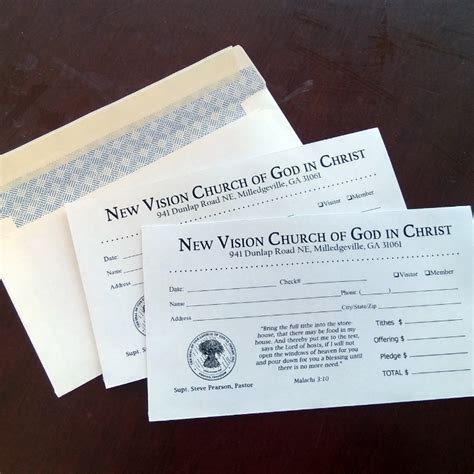 NEW VISION CHURCH OF GOD IN CHRIST
941 Dunlap Road NE, Milledgeville, GA 31061
Visitor Member
Date:
Name:
Address:
NEW VISION CHURCH OF GOD IN CHRIST
941 Dunlap Road NE, Milledgeville, GA 31061
Date: Check# Visitor Member
Name: Phone: ( )
Address: City/State/Zip
"Bring the full tithe into the store-
house, that there may be food in my
house. And thereby put me to the test,
says the Lord of hosts, if I will not
open the windows of heaven for you
and pour down for you a blessing until
there is no more need."
Malachi 3:10
Tithes $
Offering $
Pledge $
TOTAL $
Supt. Steve Pearson, Pastor